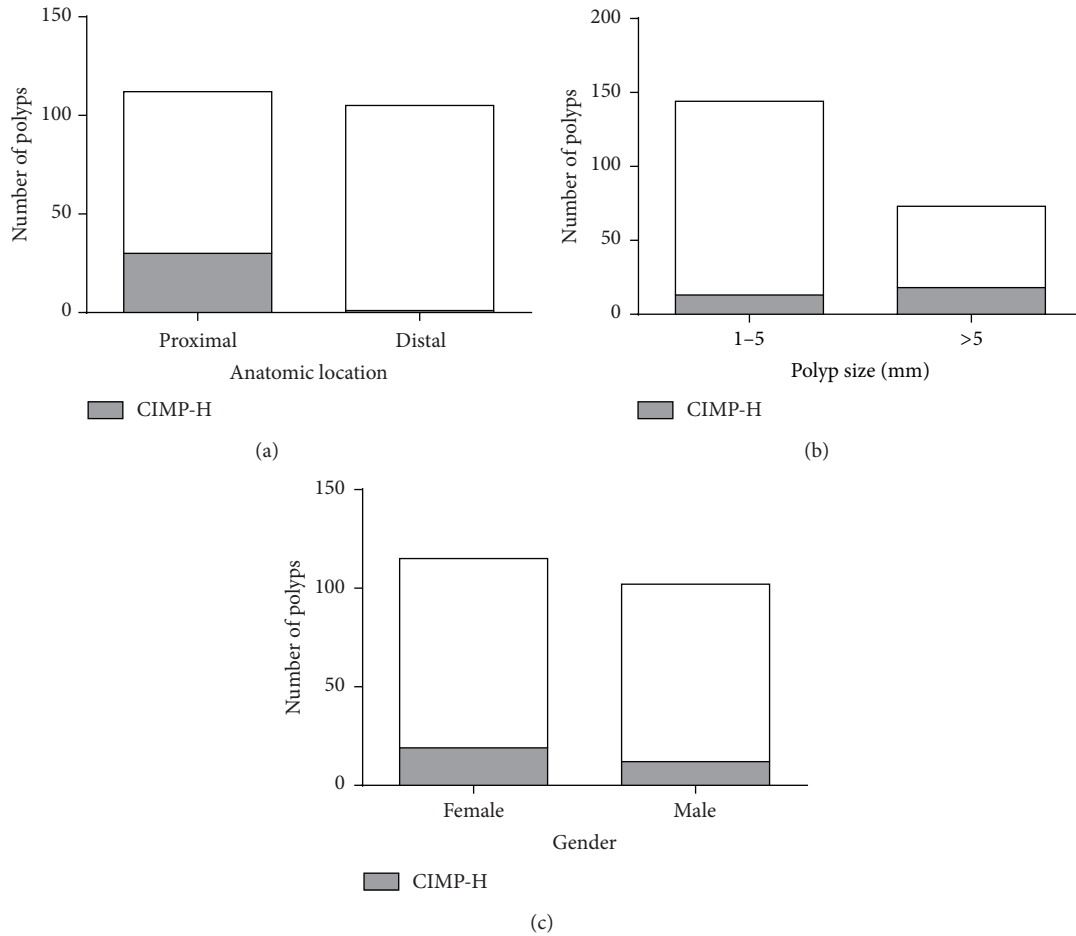 150
100
50
0
Number of polyps
Proximal Distal
Anatomic location
CIMP-H
(a)
200
150
100
50
0
Number of polyps
1–5 >5
Polyp size (mm)
CIMP-H
(b)
150
100
50
0
Number of polyps
Female Male
Gender
CIMP-H
(c)